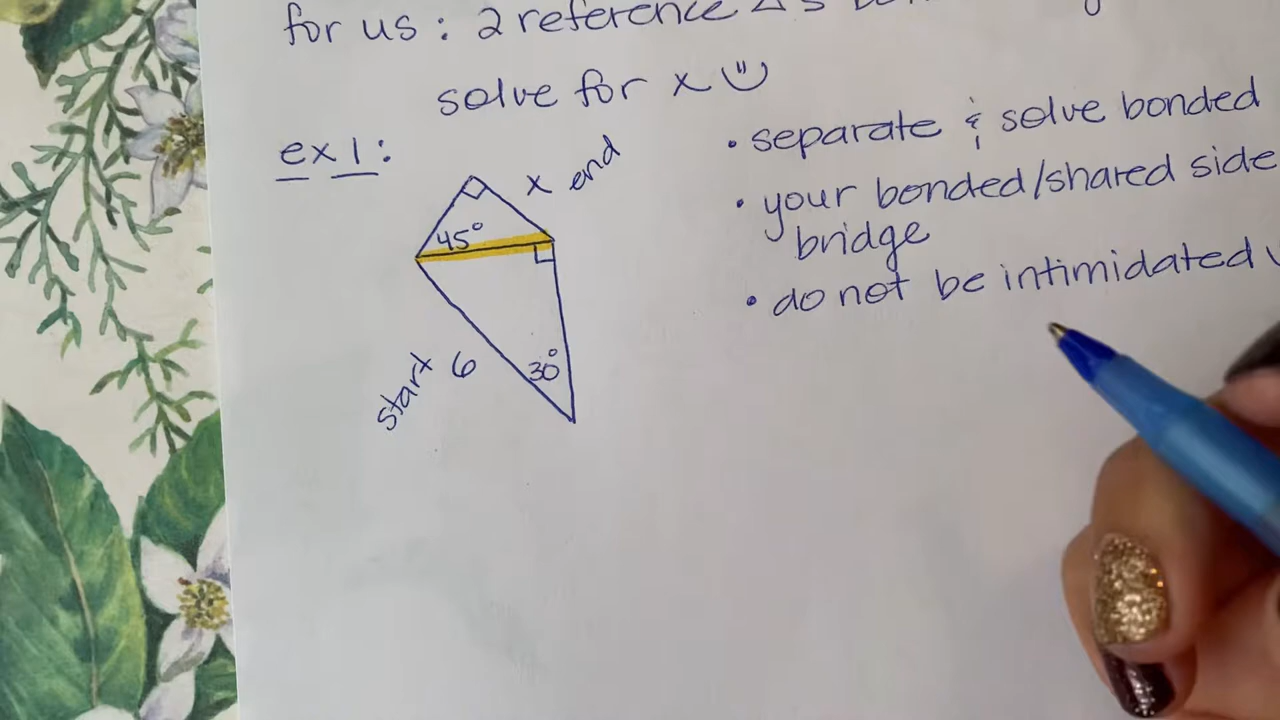 for us : 2 reference Δ's
solve for x
ex 1:
• separate & solve bonded
• your bonded/shared side
bridge
• do not be intimidated
x end
45°
start 6
30°